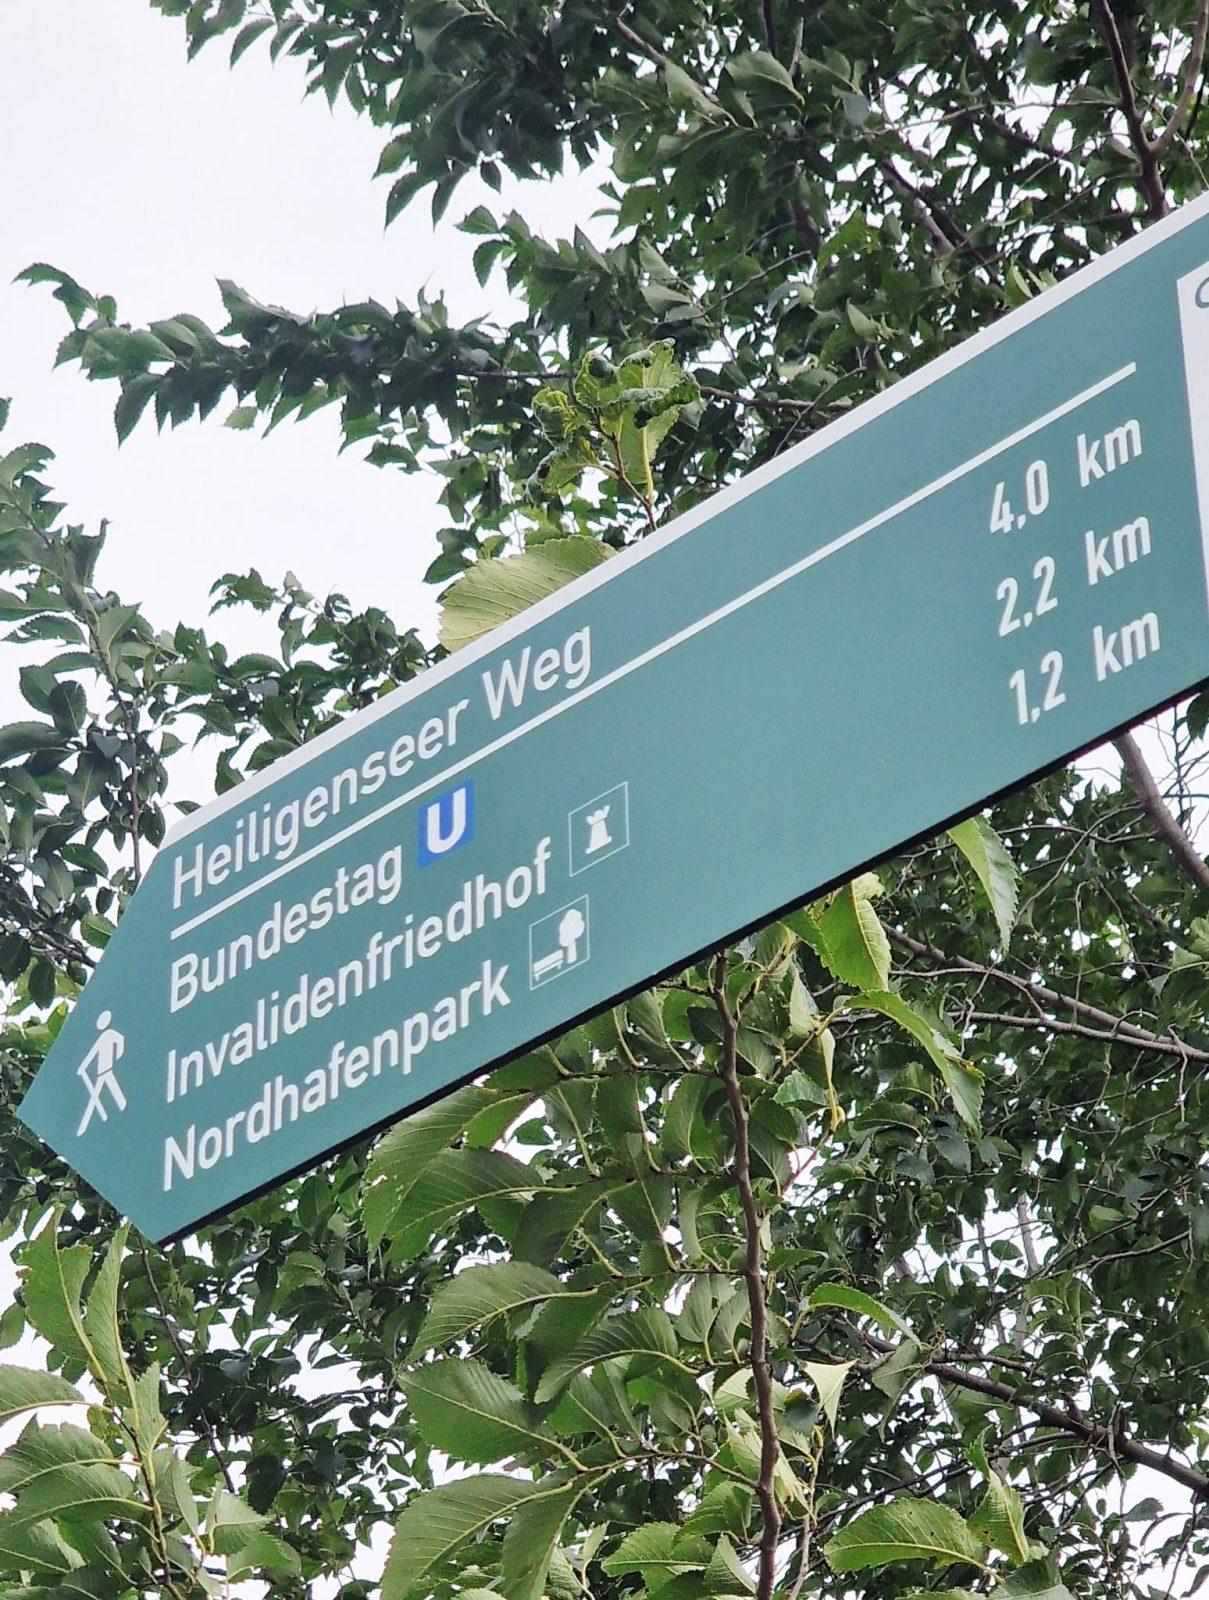 Heiligenseer Weg
Bundestag U 4,0 km
Invalidenfriedhof 2,2 km
Nordhafenpark 1,2 km